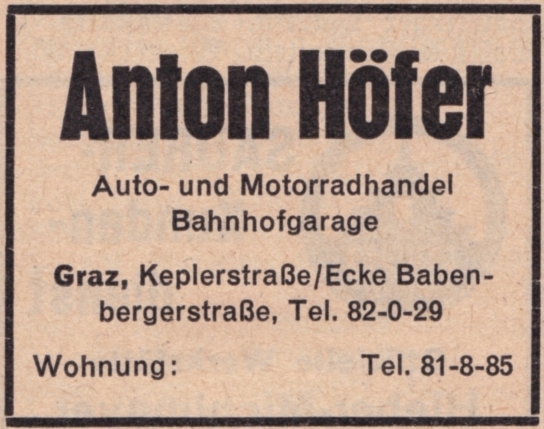 Anton Höfer
Auto- und Motorradhandel
Bahnhofgarage
Graz, Keplerstraße/Ecke Baben-
bergerstraße, Tel. 82-0-29
Wohnung: Tel. 81-8-85